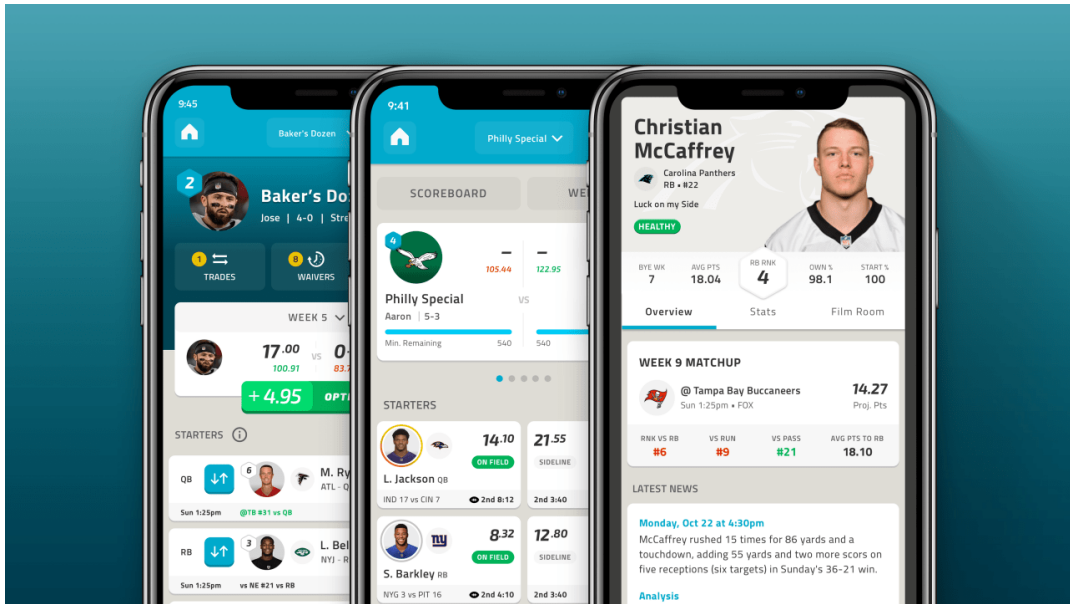 9:45
Baker's Dozen
2
Baker's Do
Jose | 4-0 | Stre
1
TRADES
8
WAIVERS
WEEK 5
17.00 VS 0
100.91 83.7
+ 4.95 OPTI
STARTERS
QB
6
M. Ry
ATL - Q
Sun 1:25pm @TB #31 vs QB
RB
3
L. Bel
NYJ - R
Sun 1:25pm vs NE #21 vs RB
9:41
Philly Special
SCOREBOARD
WE
4
– –
105.44 122.95
Philly Special
VS
Aaron | 5-3
Min. Remaining 540 540
STARTERS
14.10 21.55
ON FIELD SIDELINE
L. Jackson QB
IND 17 vs CIN 7 2nd 8:12 2nd 3:40
ny
8.32 12.80
ON FIELD SIDELINE
S. Barkley RB
NYG 3 vs PIT 16 2nd 4:10 2nd 3:40
Christian
McCaffrey
Carolina Panthers
RB • #22
Luck on my Side
HEALTHY
BYE WK AVG PTS RB RNK OWN % START %
7 18.04 4 98.1 100
Overview Stats Film Room
WEEK 9 MATCHUP
@ Tampa Bay Buccaneers 14.27
Sun 1:25pm • FOX Proj. Pts
RNK VS RB VS RUN VS PASS AVG PTS TO RB
#6 #9 #21 18.10
LATEST NEWS
Monday, Oct 22 at 4:30pm
McCaffrey rushed 15 times for 86 yards and a
touchdown, adding 55 yards and two more scors on
five receptions (six targets) in Sunday's 36-21 win.
Analysis